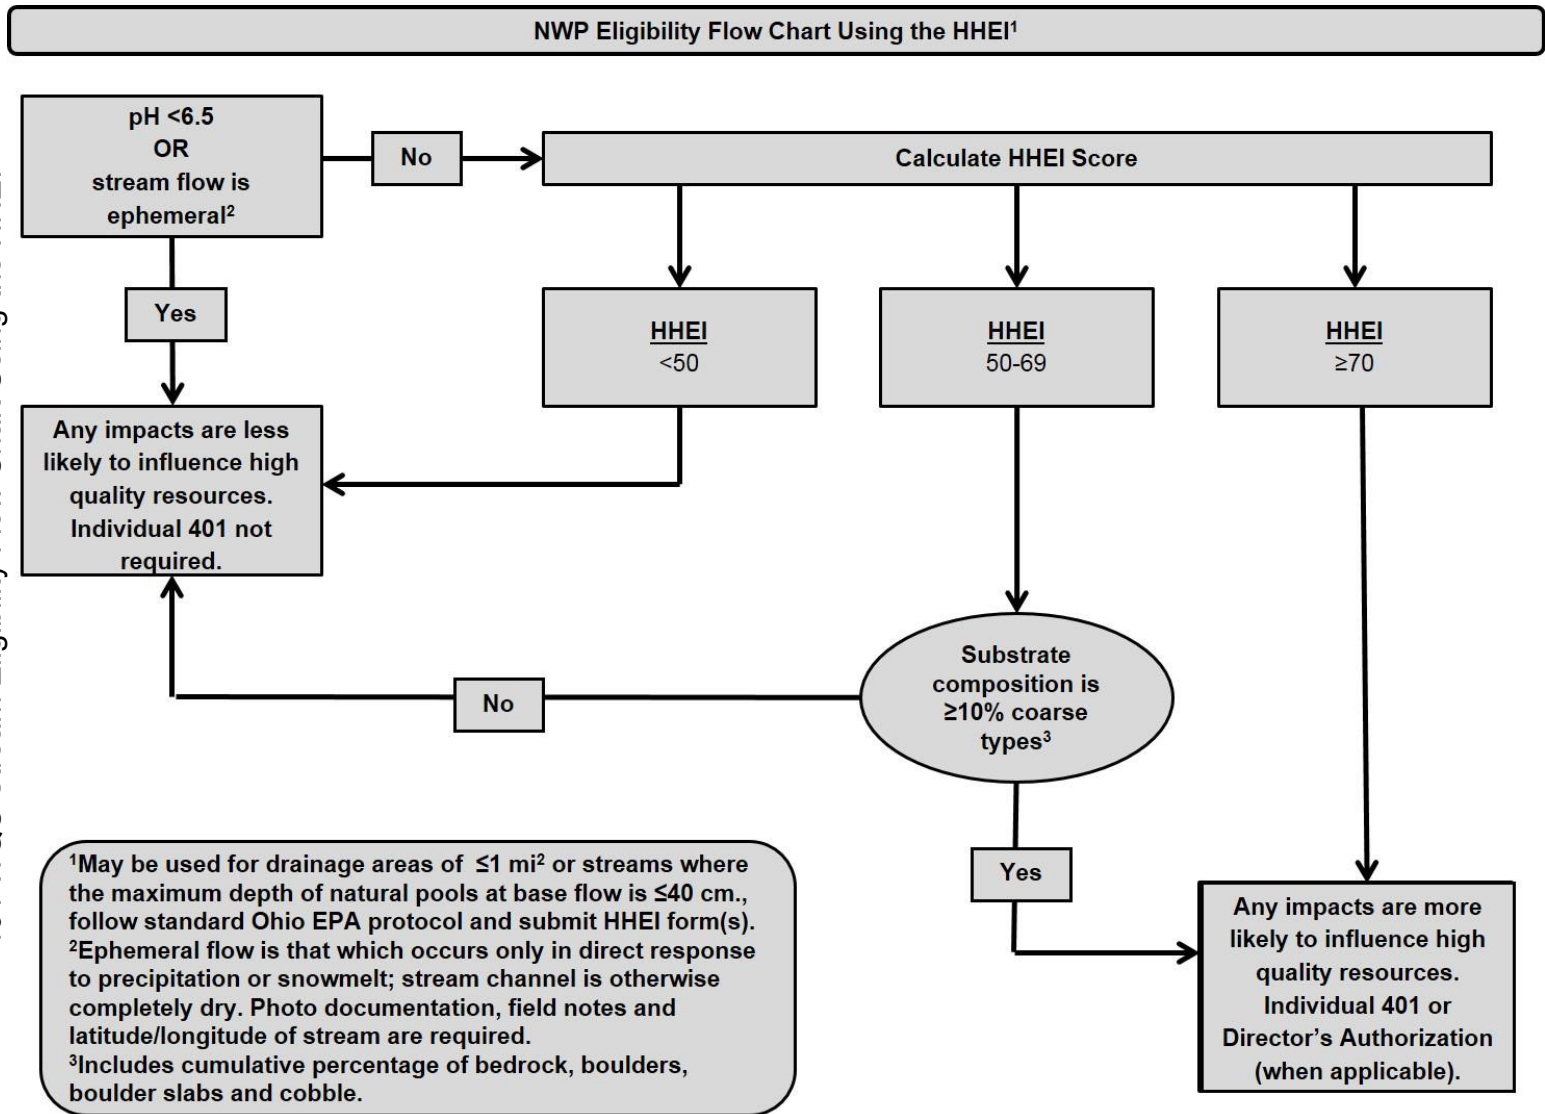 NWP Eligibility Flow Chart Using the HHEI¹
pH <6.5
OR
stream flow is
ephemeral²
No
Calculate HHEI Score
Yes
HHEI
<50
HHEI
50-69
HHEI
≥70
Any impacts are less
likely to influence high
quality resources.
Individual 401 not
required.
Substrate
composition is
≥10% coarse
types³
No
Yes
¹May be used for drainage areas of ≤1 mi² or streams where
the maximum depth of natural pools at base flow is ≤40 cm.,
follow standard Ohio EPA protocol and submit HHEI form(s).
²Ephemeral flow is that which occurs only in direct response
to precipitation or snowmelt; stream channel is otherwise
completely dry. Photo documentation, field notes and
latitude/longitude of stream are required.
³Includes cumulative percentage of bedrock, boulders,
boulder slabs and cobble.
Any impacts are more
likely to influence high
quality resources.
Individual 401 or
Director’s Authorization
(when applicable).